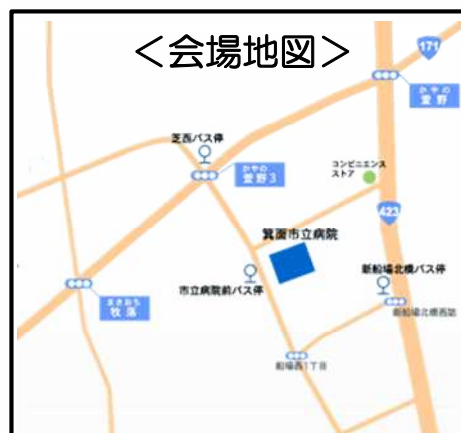 ＜会場地図＞
171
かやの
萱野
芝西バス停
コンビニエンス
ストア
かやの
萱野3
423
箕面市立病院
新船場北橋バス停
市立病院前バス停
まきおち
牧落
新船場北橋西詰
船場西1丁目